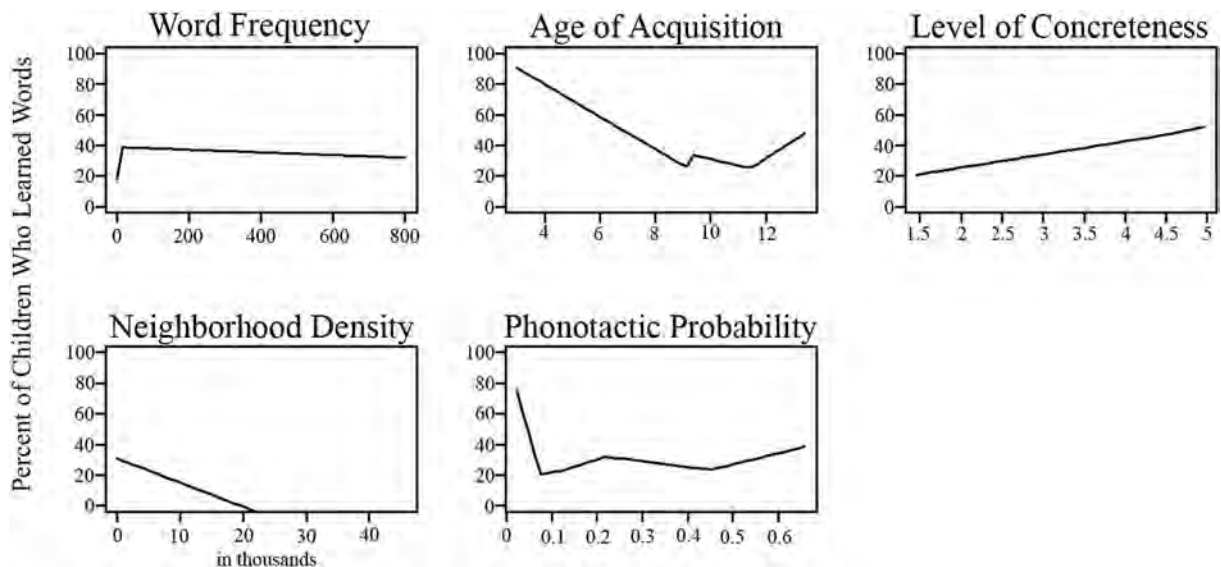 Percent of Children Who Learned Words
Word Frequency
100
80
60
40
20
0
0 200 400 600 800
Age of Acquisition
100
80
60
40
20
0
4 6 8 10 12
Level of Concreteness
100
80
60
40
20
0
1.5 2 2.5 3 3.5 4 4.5 5
Neighborhood Density
100
80
60
40
20
0
0 10 20 30 40
in thousands
Phonotactic Probability
100
80
60
40
20
0
0 0.1 0.2 0.3 0.4 0.5 0.6